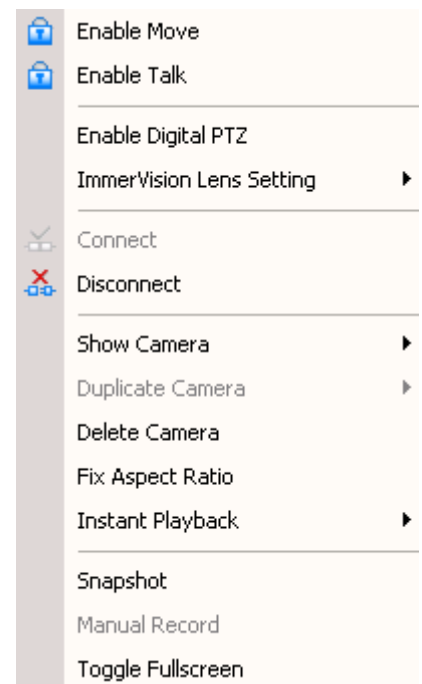 Enable Move
Enable Talk
Enable Digital PTZ
ImmerVision Lens Setting
Connect
Disconnect
Show Camera
Duplicate Camera
Delete Camera
Fix Aspect Ratio
Instant Playback
Snapshot
Manual Record
Toggle Fullscreen